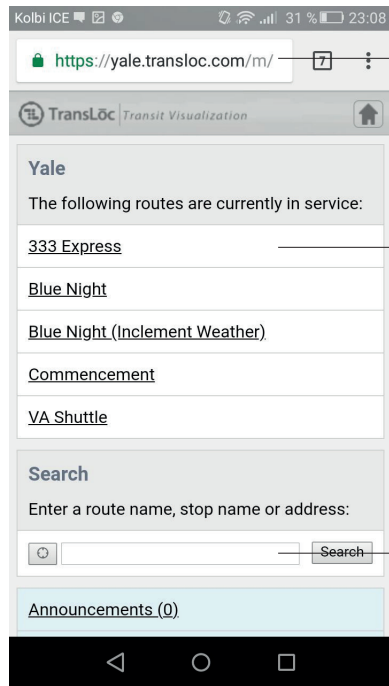 Kolbi ICE 31 % 23:08
https://yale.transloc.com/m/ 7
TL TransLōc Transit Visualization
Yale
The following routes are currently in service:
333 Express
Blue Night
Blue Night (Inclement Weather)
Commencement
VA Shuttle
Search
Enter a route name, stop name or address:
Search
Announcements (0)